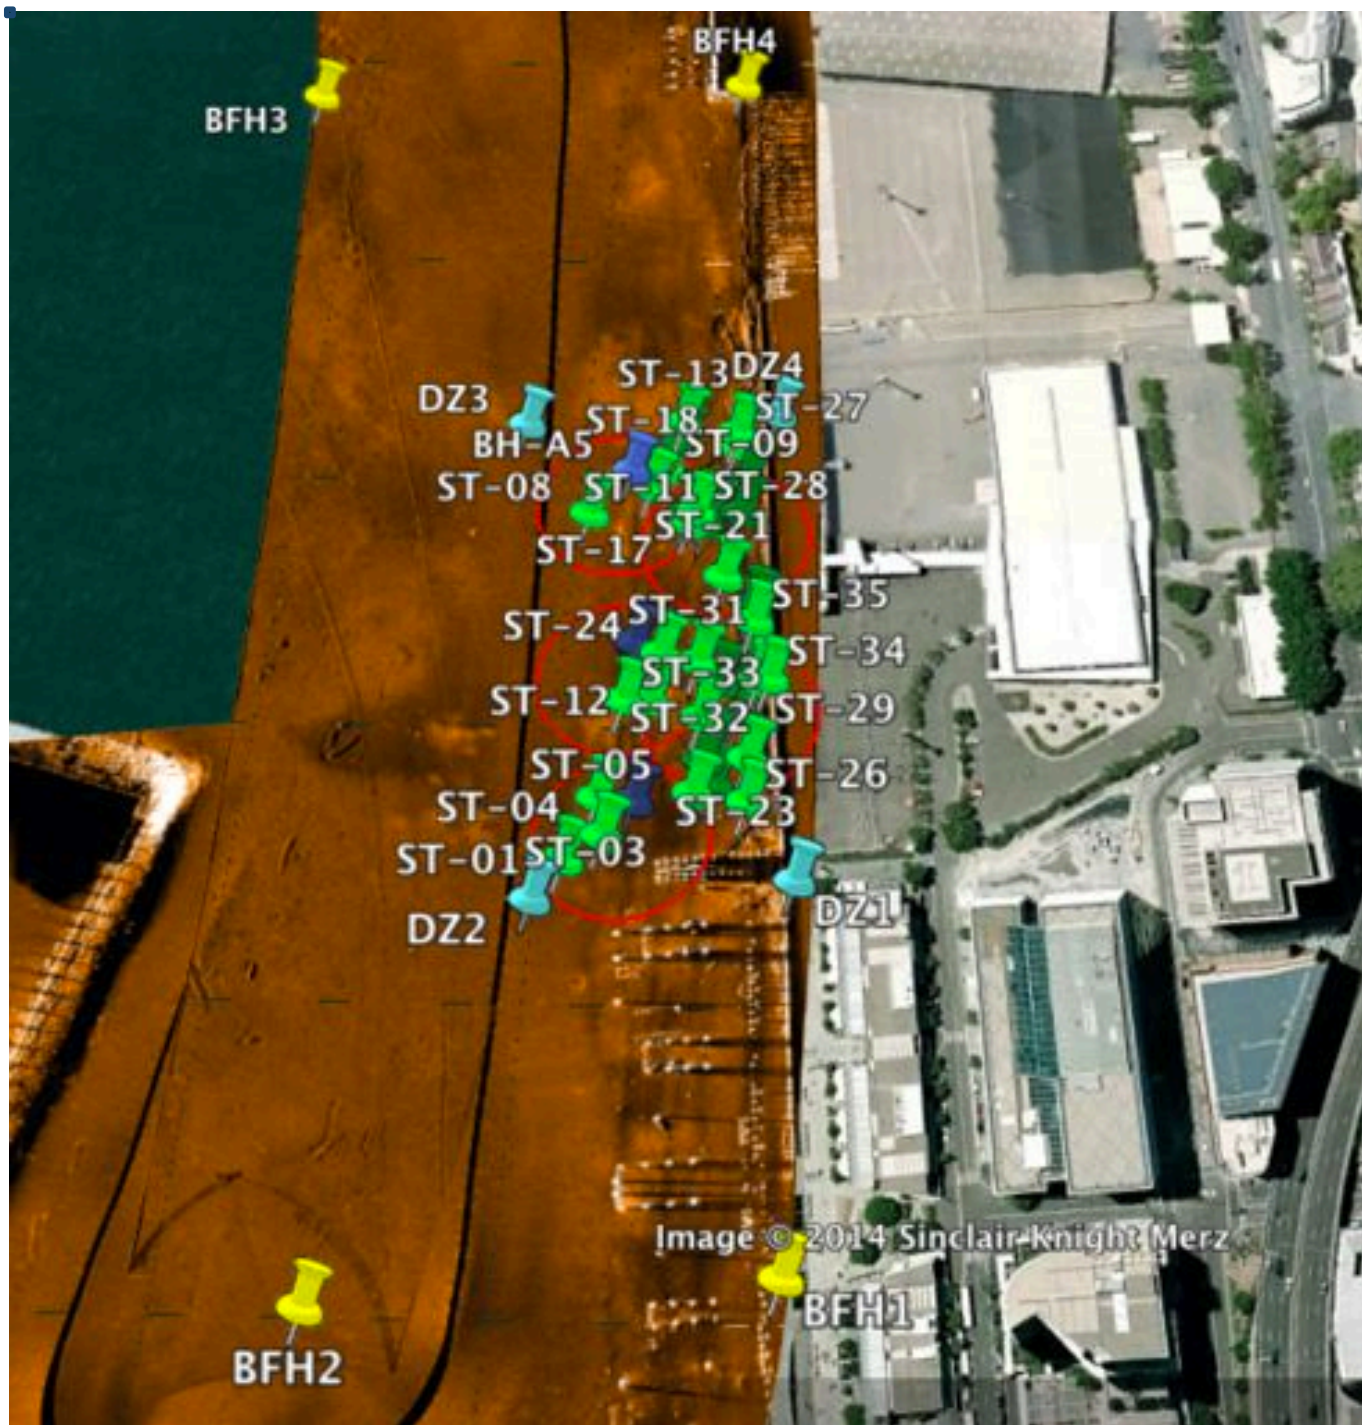 BFH4
BFH3
ST-13
DZ4
DZ3
ST-27
ST-18
BH-A5
ST-09
ST-08
ST-11
ST-28
ST-21
ST-17
ST-35
ST-31
ST-24
ST-34
ST-33
ST-12
ST-29
ST-32
ST-05
ST-26
ST-04
ST-23
ST-01
ST-03
DZ1
DZ2
Image © 2014 Sinclair Knight Merz
BFH1
BFH2